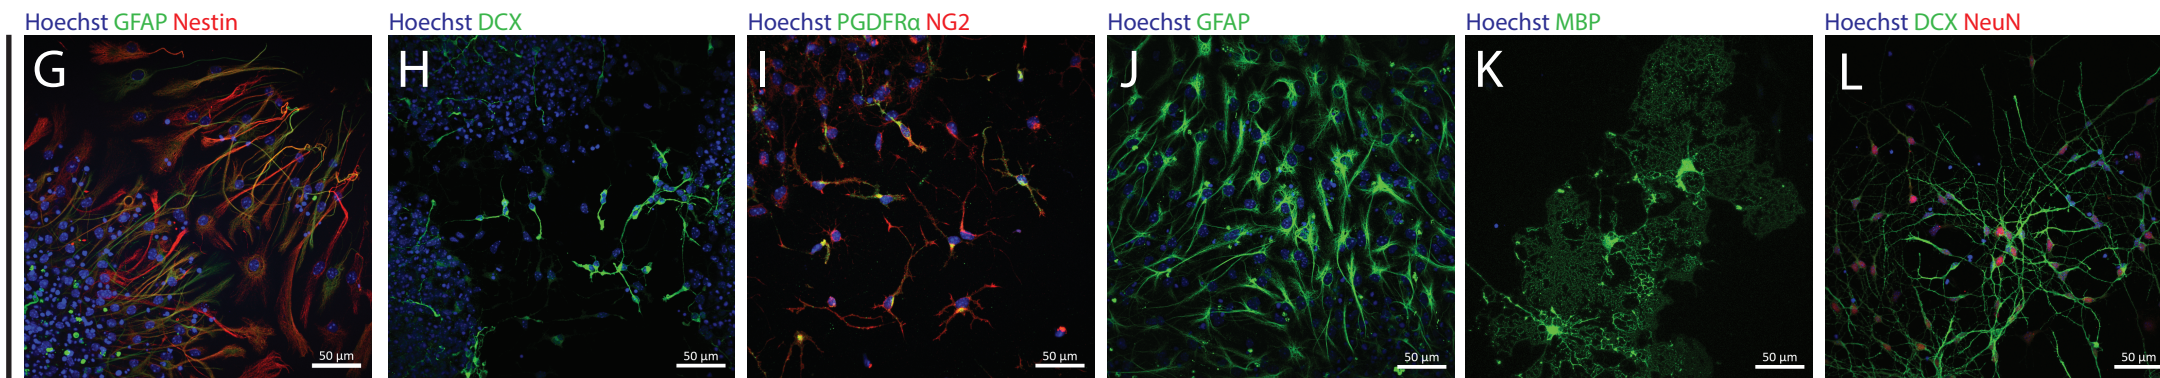 Hoechst GFAP Nestin
Hoechst DCX
Hoechst PGDFRα NG2
Hoechst GFAP
Hoechst MBP
Hoechst DCX NeuN
G
H
I
J
K
L
50 µm
50 µm
50 µm
50 µm
50 µm
50 µm